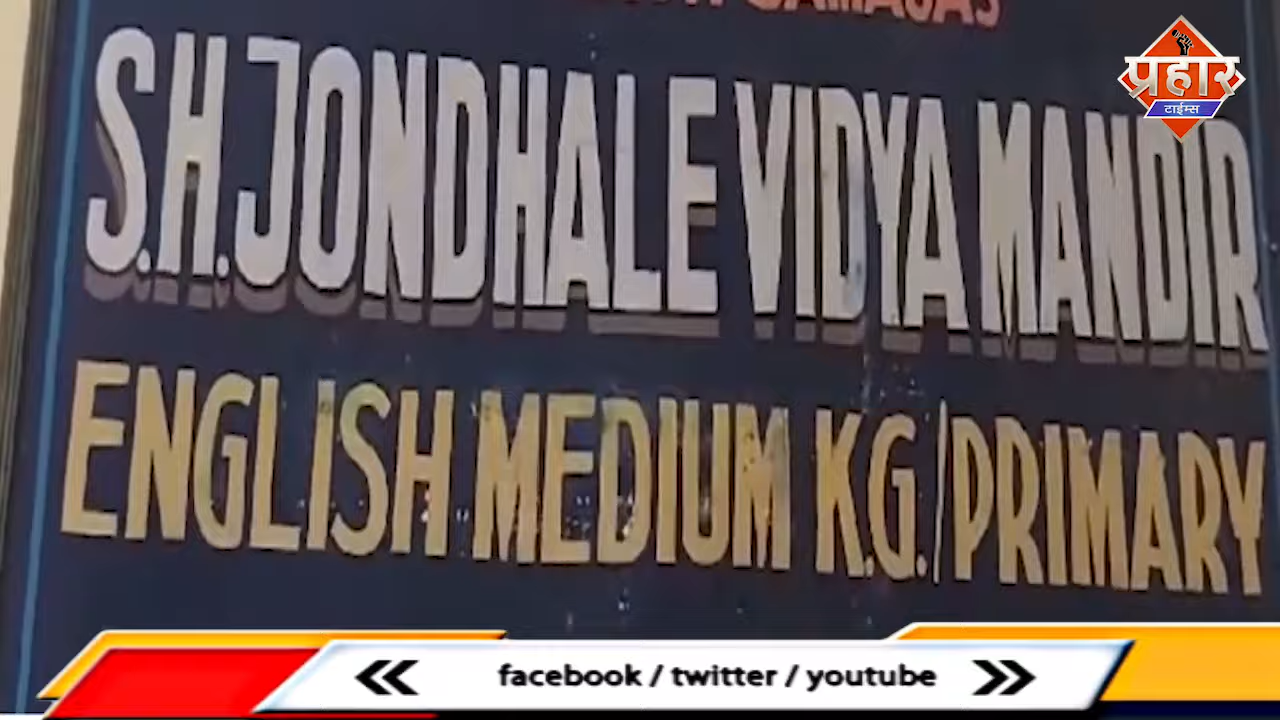 S.H.JONDHALE VIDYA MANDIR
ENGLISH MEDIUM K.G./PRIMARY
प्रहार
टाईम्स
facebook / twitter / youtube